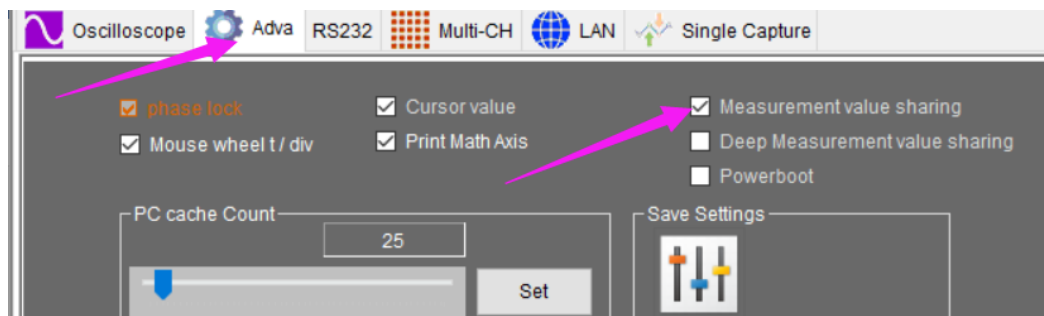 Oscilloscope Adva RS232 Multi-CH LAN Single Capture
phase lock Cursor value Measurement value sharing
Mouse wheel t / div Print Math Axis Deep Measurement value sharing
Powerboot
PC cache Count Save Settings
25
Set